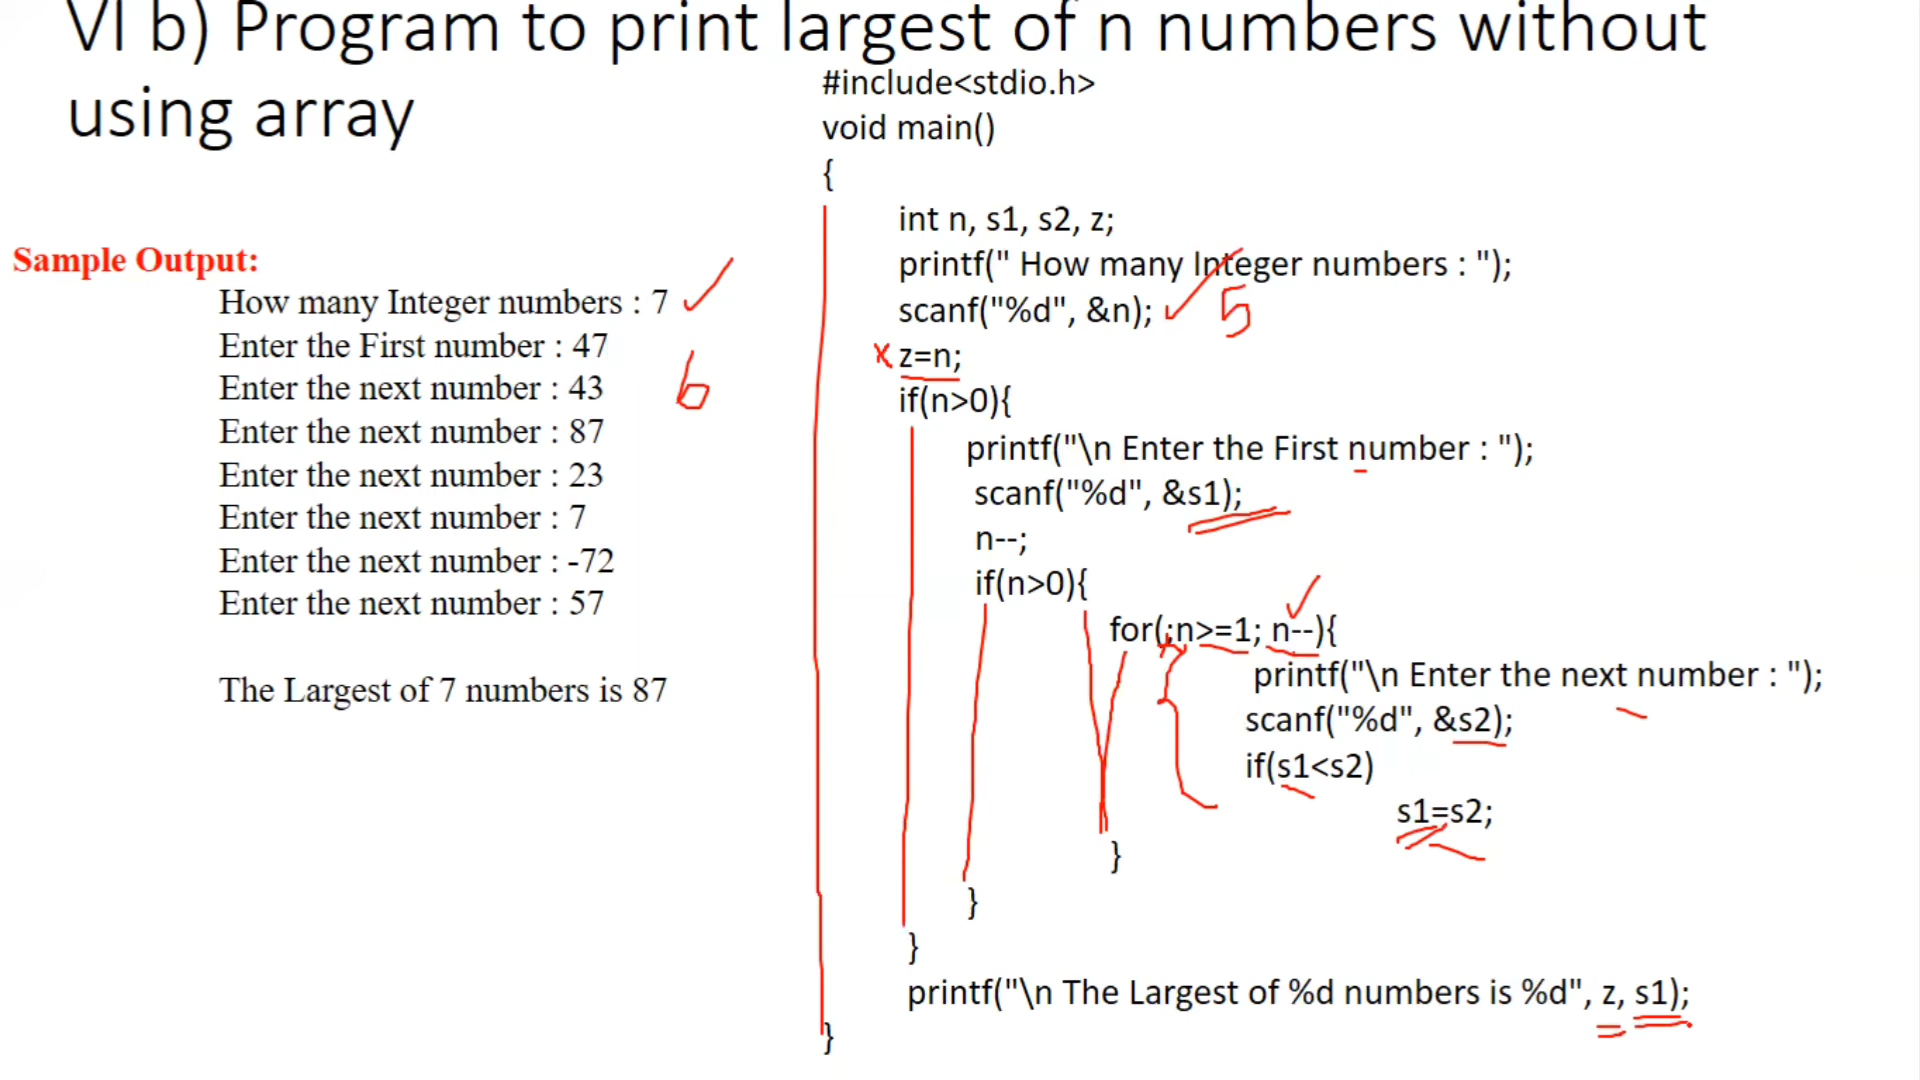 VI b) Program to print largest of n numbers without
using array
Sample Output:
How many Integer numbers : 7
Enter the First number : 47
Enter the next number : 43
6
Enter the next number : 87
Enter the next number : 23
Enter the next number : 7
Enter the next number : -72
Enter the next number : 57
The Largest of 7 numbers is 87
#include<stdio.h>
void main()
{
int n, s1, s2, z;
printf(" How many Integer numbers : ");
scanf("%d", &n); 5
x z=n;
if(n>0){
printf("\n Enter the First number : ");
scanf("%d", &s1);
n--;
if(n>0){
for(;n>=1; n--){
printf("\n Enter the next number : ");
scanf("%d", &s2);
if(s1<s2)
s1=s2;
}
}
}
printf("\n The Largest of %d numbers is %d", z, s1);
}